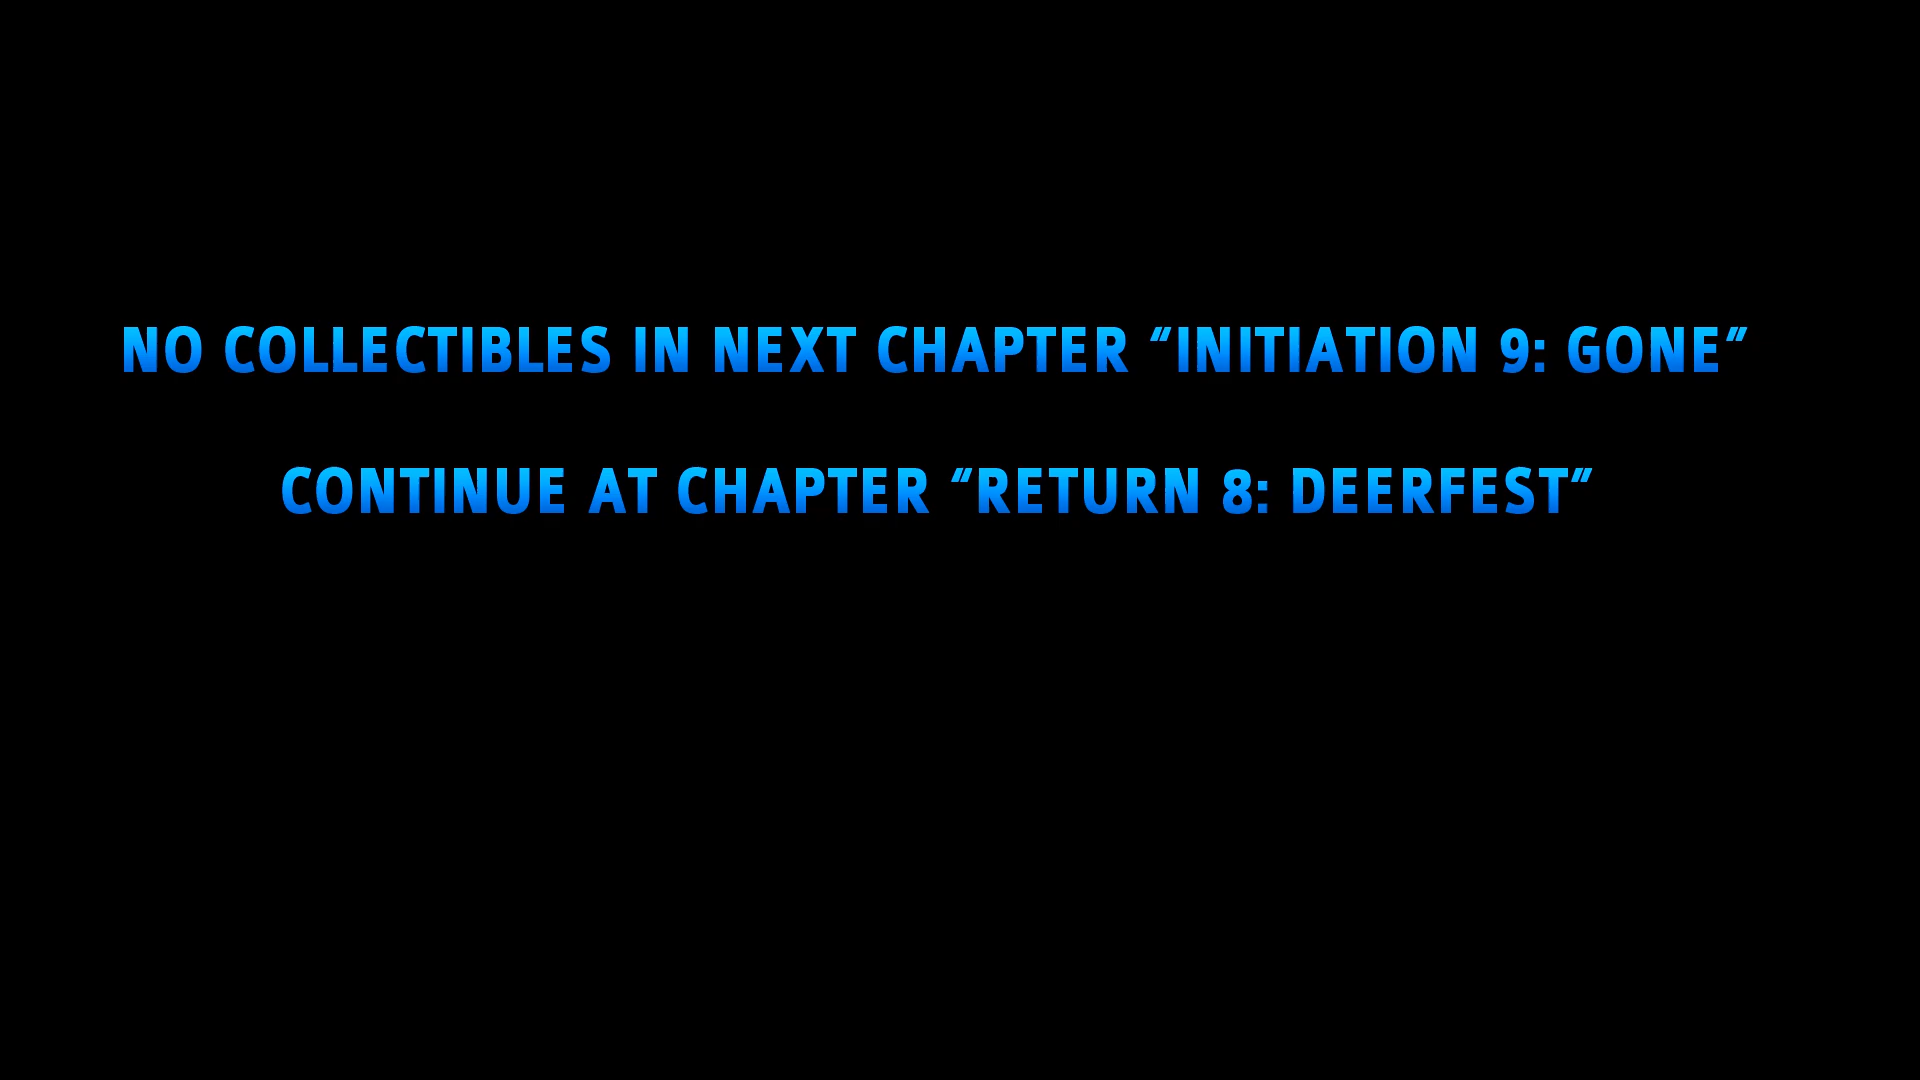 NO COLLECTIBLES IN NEXT CHAPTER “INITIATION 9: GONE”
CONTINUE AT CHAPTER “RETURN 8: DEERFEST”